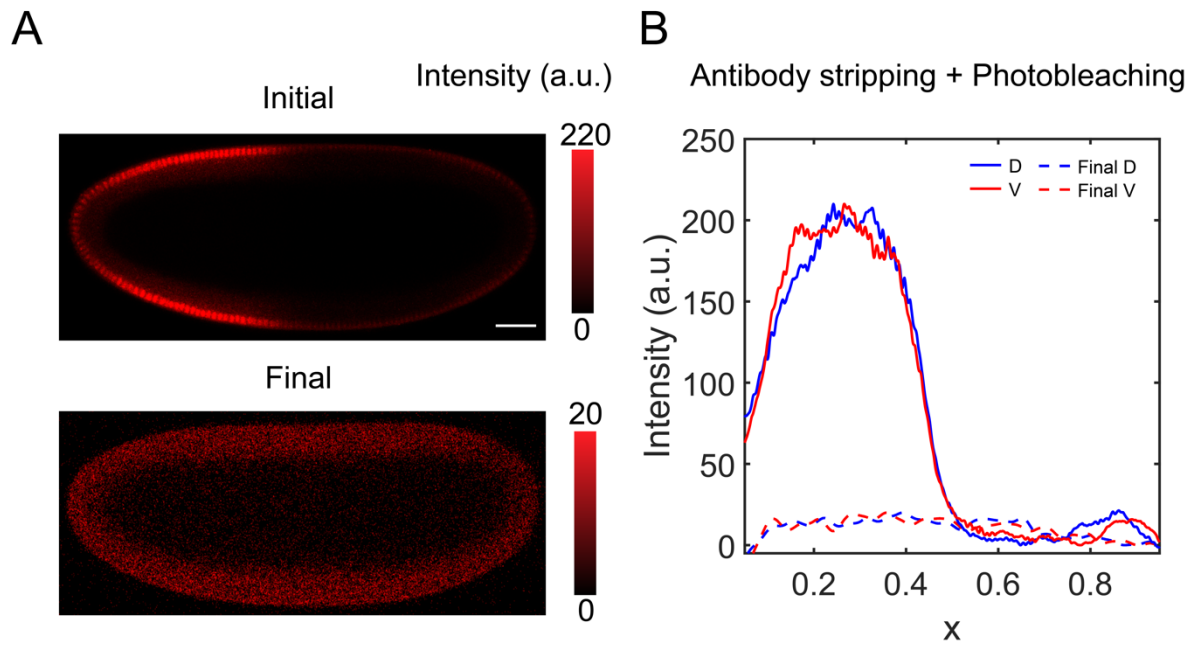 A
Intensity (a.u.)
Initial
220
0
Final
20
0
B
Antibody stripping + Photobleaching
250
200
150
100
50
0
Intensity (a.u.)
D
Final D
V
Final V
0.2 0.4 0.6 0.8
x